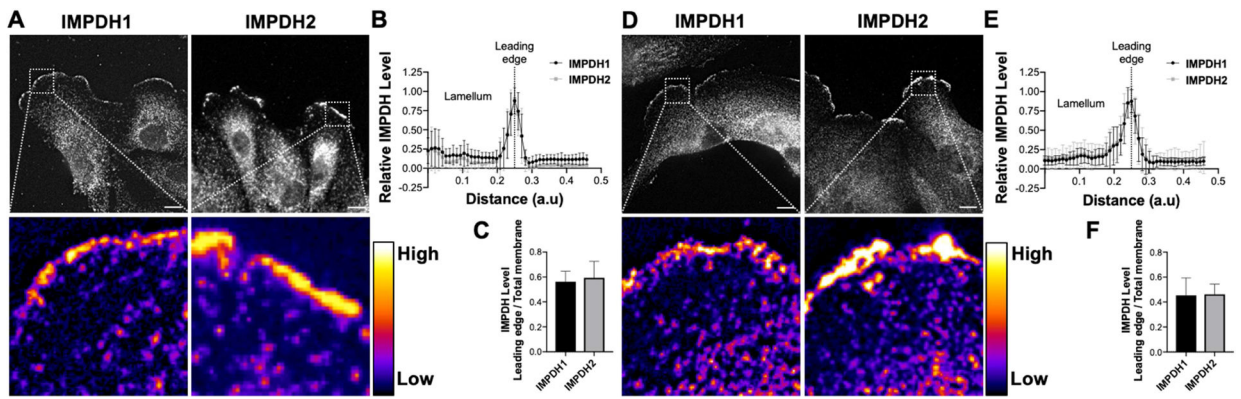 A
IMPDH1
IMPDH2
High
Low
B
Relative IMPDH Level
1.25
1.00
0.75
0.50
0.25
0.00
-0.25
Leading
edge
IMPDH1
IMPDH2
Lamellum
0.1
0.2
0.3
0.4
0.5
Distance (a.u)
C
IMPDH Level
Leading edge / Total membrane
0.8
0.6
0.4
0.2
0.0
IMPDH1
IMPDH2
D
IMPDH1
IMPDH2
High
Low
E
Relative IMPDH Level
1.25
1.00
0.75
0.50
0.25
0.00
-0.25
Leading
edge
IMPDH1
IMPDH2
Lamellum
0.1
0.2
0.3
0.4
0.5
Distance (a.u)
F
IMPDH Level
Leading edge / Total membrane
0.8
0.6
0.4
0.2
0.0
IMPDH1
IMPDH2